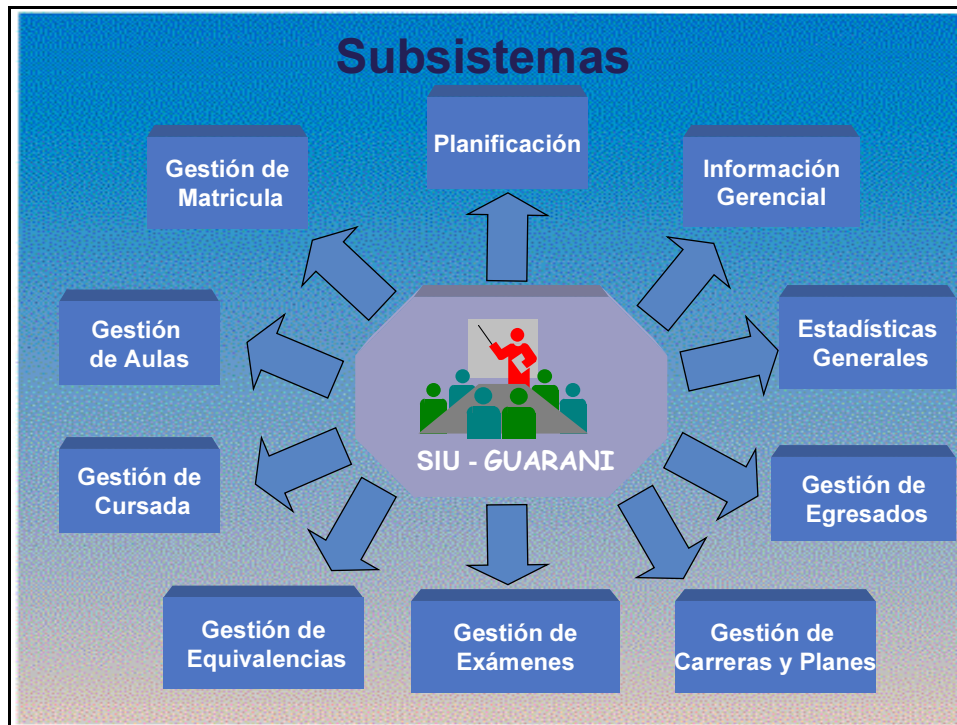 Subsistemas
Planificación
Gestión de
Matricula
Información
Gerencial
Gestión
de Aulas
Estadísticas
Generales
SIU - GUARANI
Gestión de
Cursada
Gestión de
Egresados
Gestión de
Equivalencias
Gestión de
Exámenes
Gestión de
Carreras y Planes